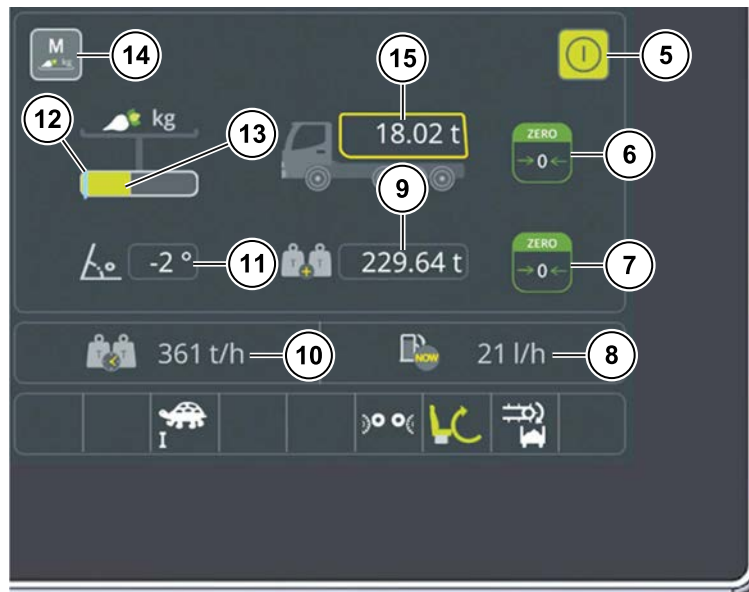 M
kg
14
15
5
12
kg
13
18.02 t
ZERO
→0←
6
9
-2 °
11
T T
+
229.64 t
ZERO
→0←
7
T T
361 t/h
10
NOW
21 l/h
8
I